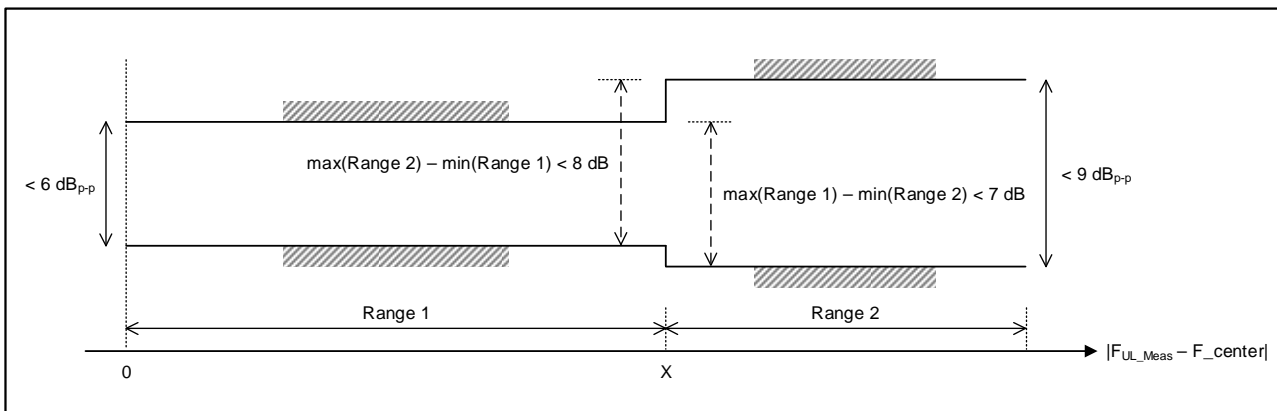 max(Range 2) – min(Range 1) < 8 dB
< 6 dBp-p
< 9 dBp-p
max(Range 1) – min(Range 2) < 7 dB
Range 1
Range 2
|FUL_Meas – F_center|
0
X